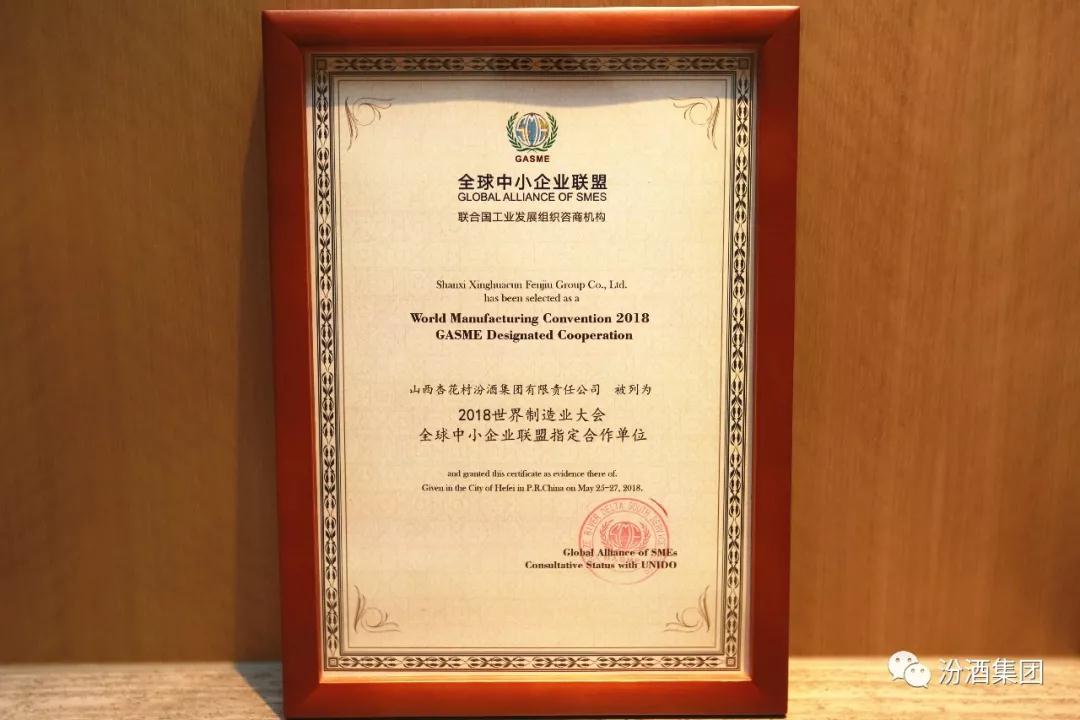 GASME
全球中小企业联盟
GLOBAL ALLIANCE OF SMES
联合国工业发展组织咨商机构
Shanxi Xinghuacun Fenjiu Group Co., Ltd.
has been selected as a
World Manufacturing Convention 2018
GASME Designated Cooperation
山西杏花村汾酒集团有限责任公司 被列为
2018世界制造业大会
全球中小企业联盟指定合作单位
and granted this certificate as evidence there of.
Given in the City of Hefei in P.R.China on May 25-27, 2018.
RIVER DELTA SOUTH SERVICE
Global Alliance of SMEs
Consultative Status with UNIDO
汾酒集团